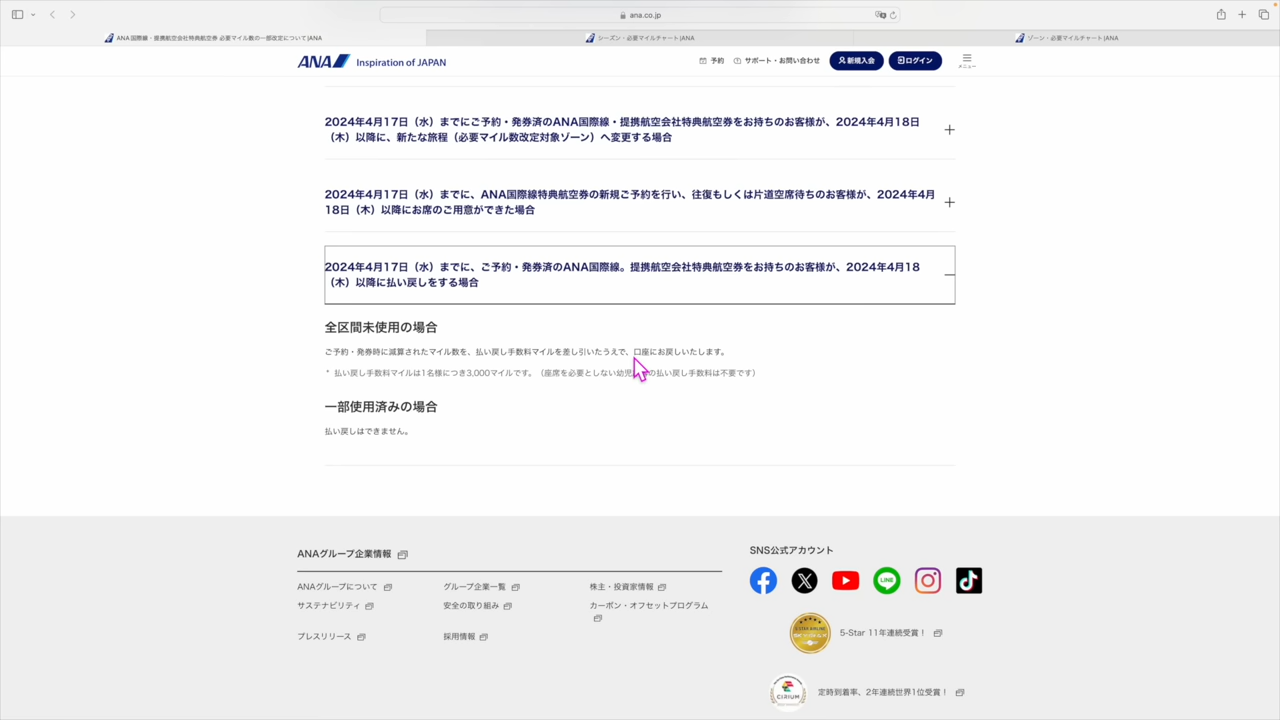 ana.co.jp
ANA国際線・提携航空会社特典航空券 必要マイル数の一部改定について|ANA
シーズン・必要マイルチャート|ANA
ゾーン・必要マイルチャート|ANA
ANA Inspiration of JAPAN
予約
サポート・お問い合わせ
新規入会
ログイン
メニュー
2024年4月17日（水）までにご予約・発券済のANA国際線・提携航空会社特典航空券をお持ちのお客様が、2024年4月18日
（木）以降に、新たな旅程（必要マイル数改定対象ゾーン）へ変更する場合
2024年4月17日（水）までに、ANA国際線特典航空券の新規ご予約を行い、往復もしくは片道空席待ちのお客様が、2024年4月
18日（木）以降にお席のご用意ができた場合
2024年4月17日（水）までに、ご予約・発券済のANA国際線。提携航空会社特典航空券をお持ちのお客様が、2024年4月18
（木）以降に払い戻しをする場合
全区間未使用の場合
ご予約・発券時に減算されたマイル数を、払い戻し手数料マイルを差し引いたうえで、口座にお戻しいたします。
* 払い戻し手数料マイルは1名様につき3,000マイルです。（座席を必要としない幼児の払い戻し手数料は不要です）
一部使用済みの場合
払い戻しはできません。
ANAグループ企業情報
ANAグループについて
グループ企業一覧
株主・投資家情報
サステナビリティ
安全の取り組み
カーボン・オフセットプログラム
プレスリリース
採用情報
SNS公式アカウント
LINE
5-Star 11年連続受賞！
CIRIUM
定時到着率、2年連続世界1位受賞！